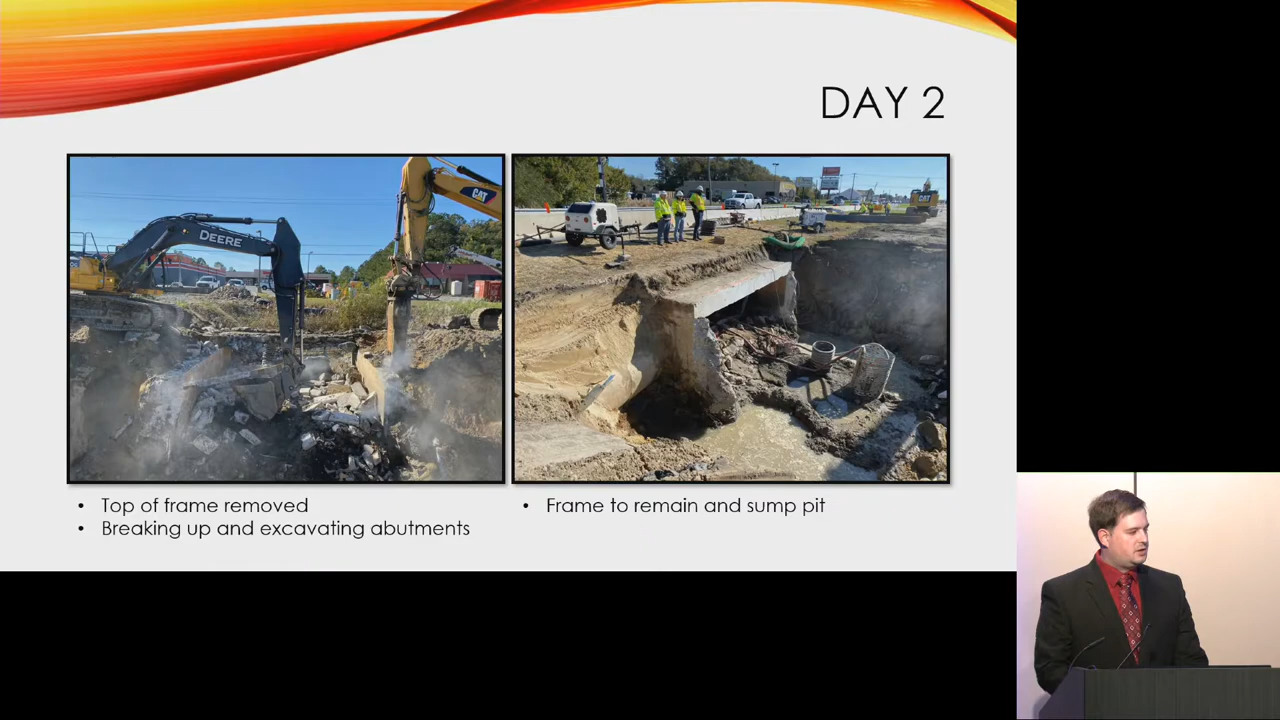 DAY 2
DEERE
CAT
• Top of frame removed
• Breaking up and excavating abutments
• Frame to remain and sump pit